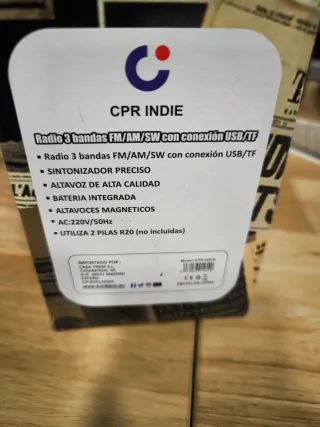 CPR INDIE
Radio 3 bandas FM/AM/SW con conexión USB/TF
▪ Radio 3 bandas FM/AM/SW con conexión USB/TF
▪ SINTONIZADOR PRECISO
▪ ALTAVOZ DE ALTA CALIDAD
▪ BATERIA INTEGRADA
▪ ALTAVOCES MAGNETICOS
▪ AC:220V/50Hz
▪ UTILIZA 2 PILAS R20 (no incluidas)
IMPORTADO POR :